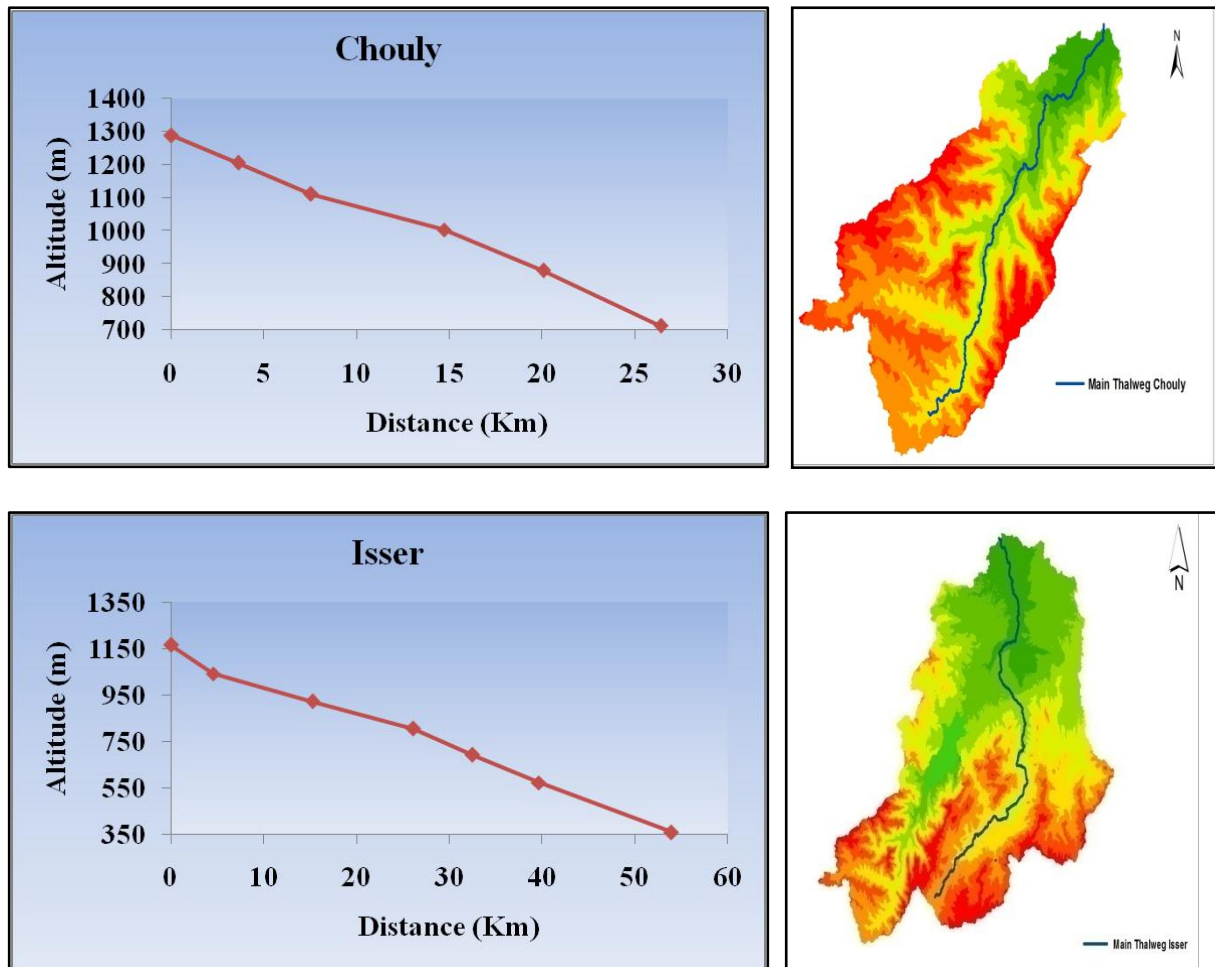 Chouly
Altitude (m)
1400
1300
1200
1100
1000
900
800
700
0 5 10 15 20 25 30
Distance (Km)
N
Main Thalweg Chouly
Isser
Altitude (m)
1350
1150
950
750
550
350
0 10 20 30 40 50 60
Distance (Km)
N
Main Thalweg Isser